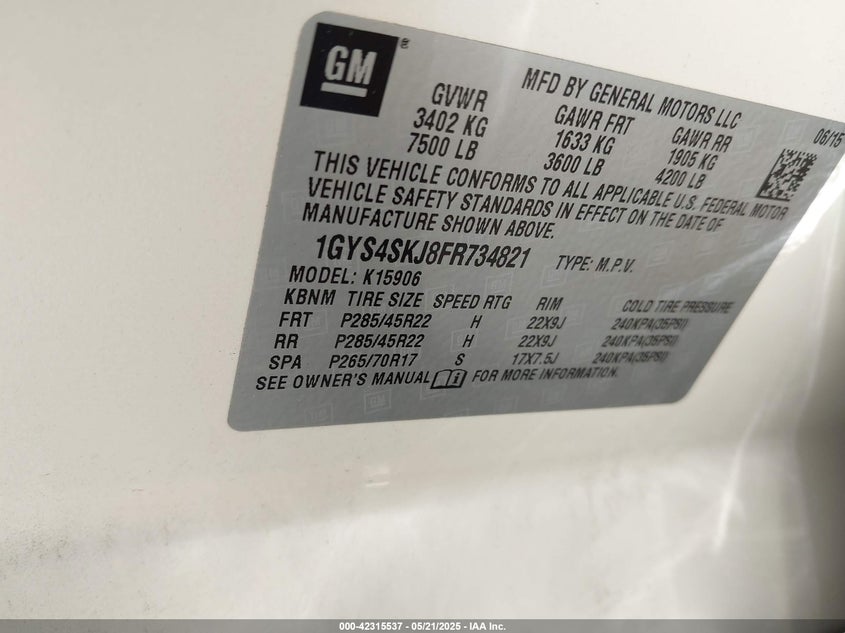 GM ®
MFD BY GENERAL MOTORS LLC
GVWR GAWR FRT GAWR RR 06/15
3402 KG 1633 KG 1905 KG
7500 LB 3600 LB 4200 LB
THIS VEHICLE CONFORMS TO ALL APPLICABLE U.S. FEDERAL MOTOR
VEHICLE SAFETY STANDARDS IN EFFECT ON THE DATE OF
MANUFACTURE SHOWN ABOVE.
1GYS4SKJ8FR734821 TYPE: M.P.V.
MODEL: K15906
KBNM TIRE SIZE SPEED RTG RIM COLD TIRE PRESSURE
FRT P285/45R22 H 22X9J 240KPA(35PSI)
RR P285/45R22 H 22X9J 240KPA(35PSI)
SPA P265/70R17 S 17X7.5J 240KPA(35PSI)
SEE OWNER'S MANUAL FOR MORE INFORMATION.
000-42315537 - 05/21/2025 - IAA Inc.